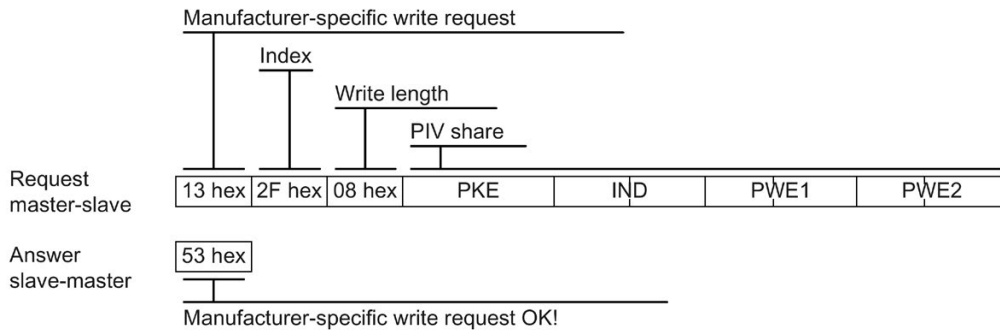 Manufacturer-specific write request
Index
Write length
PIV share
Request
master-slave
13 hex 2F hex 08 hex PKE IND PWE1 PWE2
Answer
slave-master
53 hex
Manufacturer-specific write request OK!